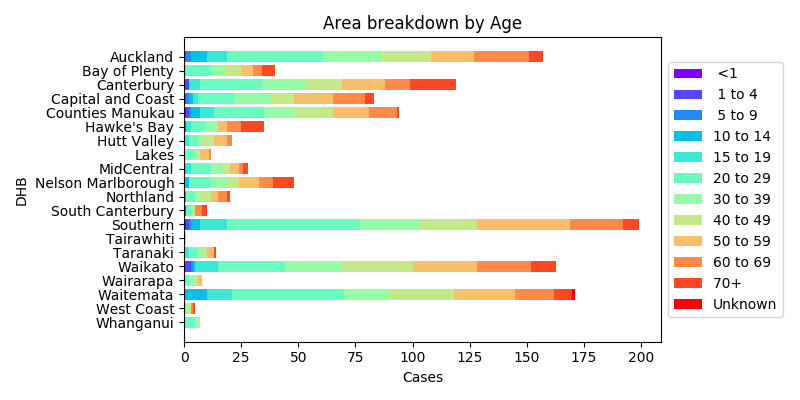 Area breakdown by Age
DHB
Auckland
Bay of Plenty
Canterbury
Capital and Coast
Counties Manukau
Hawke's Bay
Hutt Valley
Lakes
MidCentral
Nelson Marlborough
Northland
South Canterbury
Southern
Tairawhiti
Taranaki
Waikato
Wairarapa
Waitemata
West Coast
Whanganui
0 25 50 75 100 125 150 175 200
Cases
<1
1 to 4
5 to 9
10 to 14
15 to 19
20 to 29
30 to 39
40 to 49
50 to 59
60 to 69
70+
Unknown